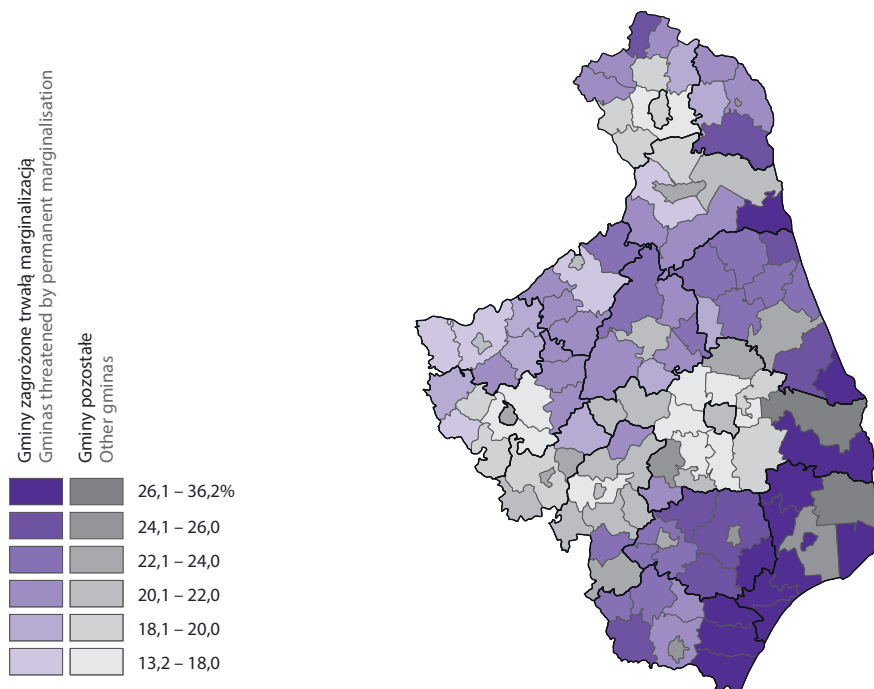 Gminy zagrożone trwałą marginalizacją
Gminas threatened by permanent marginalisation
Gminy pozostałe
Other gminas
26,1 – 36,2%
24,1 – 26,0
22,1 – 24,0
20,1 – 22,0
18,1 – 20,0
13,2 – 18,0